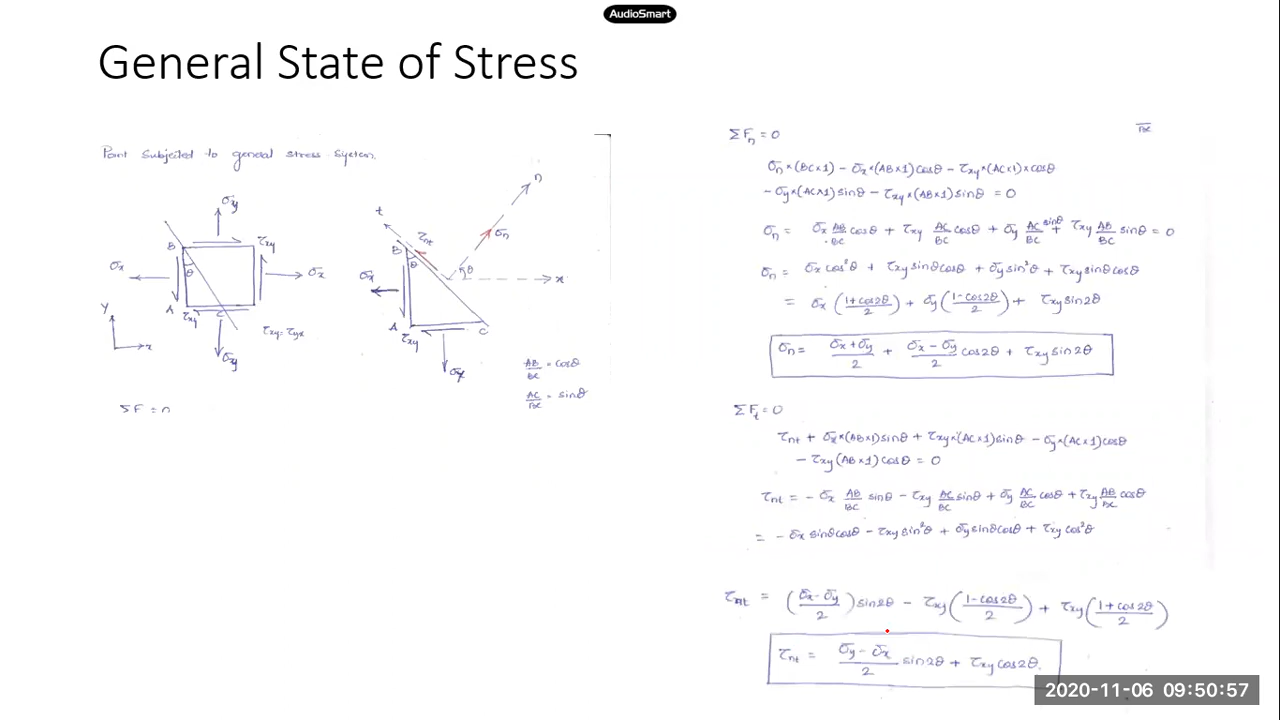 AudioSmart
General State of Stress
Point Subjected to general stress System.
σy
B
τxy
θ
σx
σx
A
τxy
C
τxy = τyx
Y
x
σy
n
t
τnt
σn
B
θ
θ
σx
x
A
τxy
C
σy
AB/BC = cosθ
AC/BC = sinθ
ΣF = 0
ΣFn = 0
BC
σn*(BC×1) - σx*(AB×1)cosθ - τxy*(AC×1)*cosθ
- σy*(AC×1)sinθ - τxy*(AB×1)sinθ = 0
σn = σx AB/BC cosθ + τxy AC/BC cosθ + σy AC/BC sinθ + τxy AB/BC sinθ = 0
σn = σx cos²θ + τxy sinθcosθ + σy sin²θ + τxy sinθcosθ
= σx (1+cos2θ/2) + σy (1-cos2θ/2) + τxy sin2θ
σn = σx+σy/2 + σx-σy/2 cos2θ + τxy sin2θ
ΣFt = 0
τnt + σx*(AB×1)sinθ + τxy*(AC×1)sinθ - σy*(AC×1)cosθ
- τxy(AB×1)cosθ = 0
τnt = - σx AB/BC sinθ - τxy AC/BC sinθ + σy AC/BC cosθ + τxy AB/BC cosθ
= - σx sinθcosθ - τxy sin²θ + σy sinθcosθ + τxy cos²θ
τnt = (σx-σy/2) sin2θ - τxy (1-cos2θ/2) + τxy (1+cos2θ/2)
τnt = σy-σx/2 sin2θ + τxy cos2θ.
2020-11-06 09:50:57